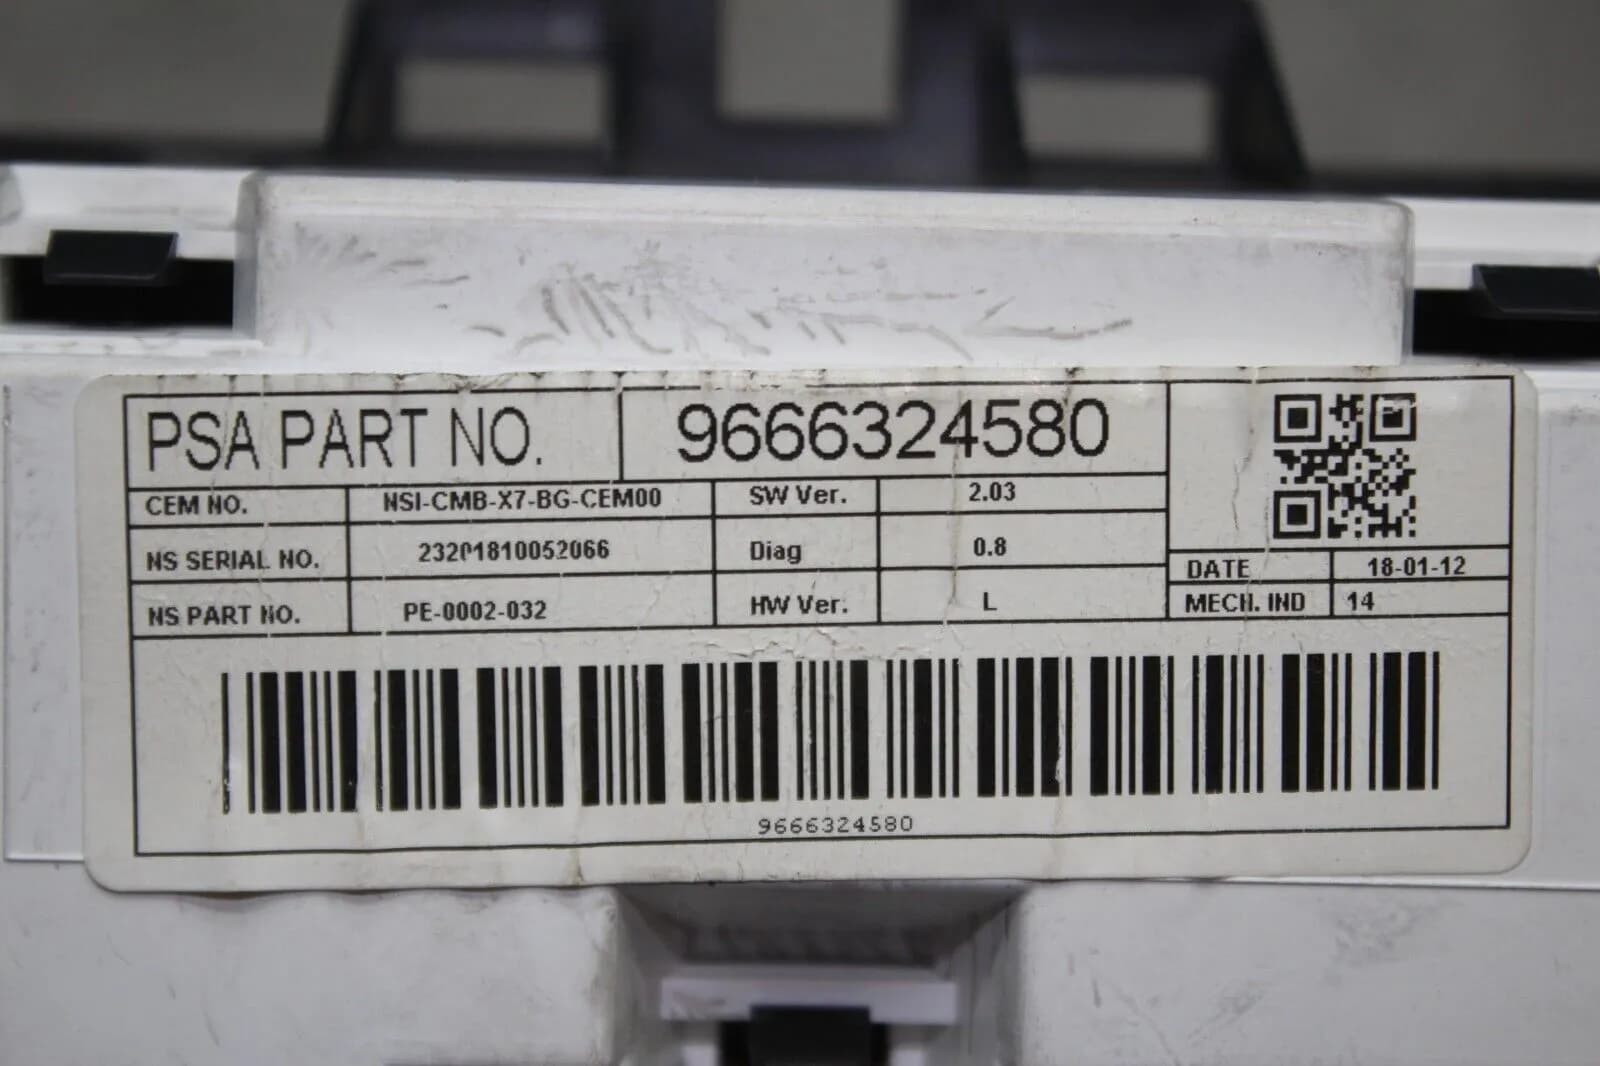 PSA PART NO. 9666324580
CEM NO. NSI-CMB-X7-BG-CEM00 SW Ver. 2.03
NS SERIAL NO. 23201810052066 Diag 0.8
DATE 18-01-12
NS PART NO. PE-0002-032 HW Ver. L
MECH. IND 14
9666324580